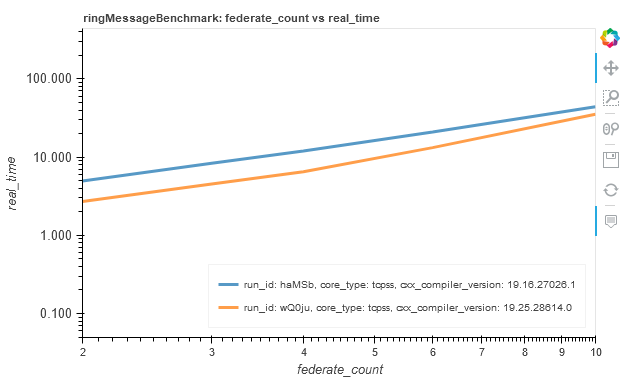 ringMessageBenchmark: federate_count vs real_time
real_time
100.000
10.000
1.000
0.100
run_id: haMSb, core_type: tcpss, cxx_compiler_version: 19.16.27026.1
run_id: wQ0ju, core_type: tcpss, cxx_compiler_version: 19.25.28614.0
2 3 4 5 6 7 8 9 10
federate_count